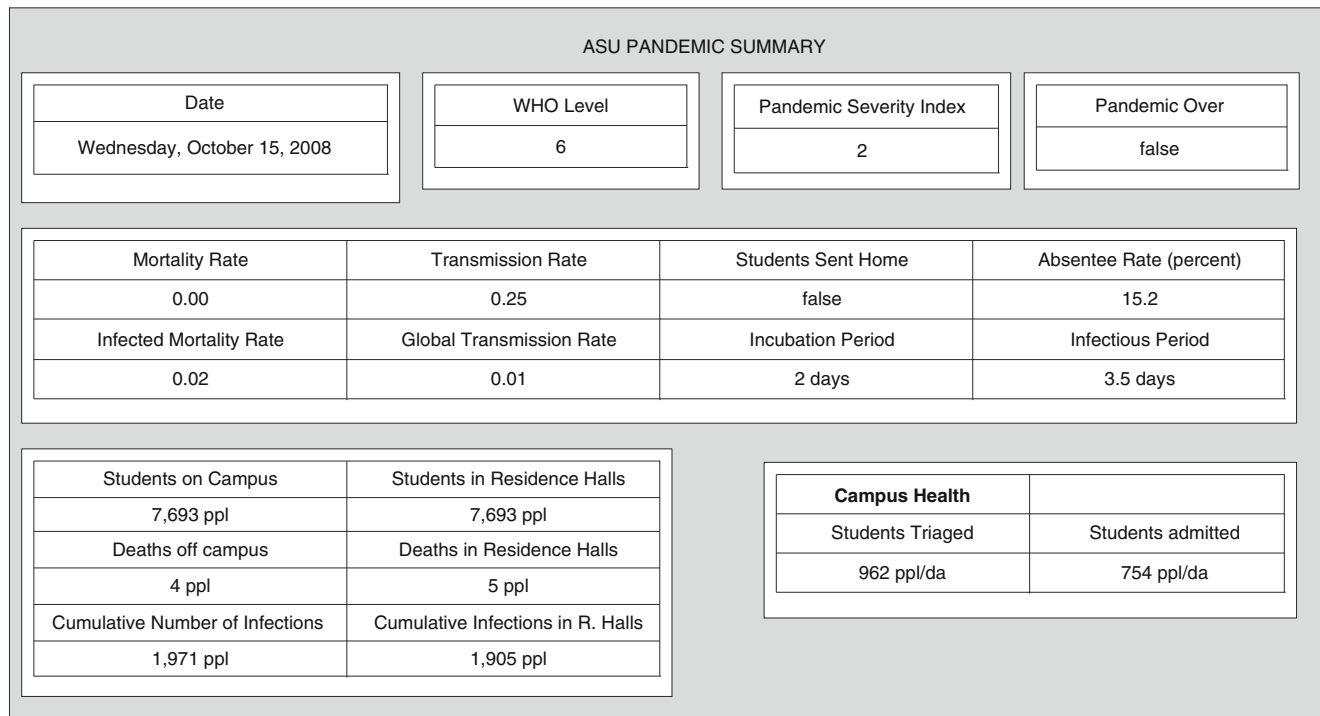 ASU PANDEMIC SUMMARY
Date
Wednesday, October 15, 2008
WHO Level
6
Pandemic Severity Index
2
Pandemic Over
false
Mortality Rate Transmission Rate Students Sent Home Absentee Rate (percent)
0.00 0.25 false 15.2
Infected Mortality Rate Global Transmission Rate Incubation Period Infectious Period
0.02 0.01 2 days 3.5 days
Students on Campus Students in Residence Halls
7,693 ppl 7,693 ppl
Deaths off campus Deaths in Residence Halls
4 ppl 5 ppl
Cumulative Number of Infections Cumulative Infections in R. Halls
1,971 ppl 1,905 ppl
Campus Health
Students Triaged Students admitted
962 ppl/da 754 ppl/da